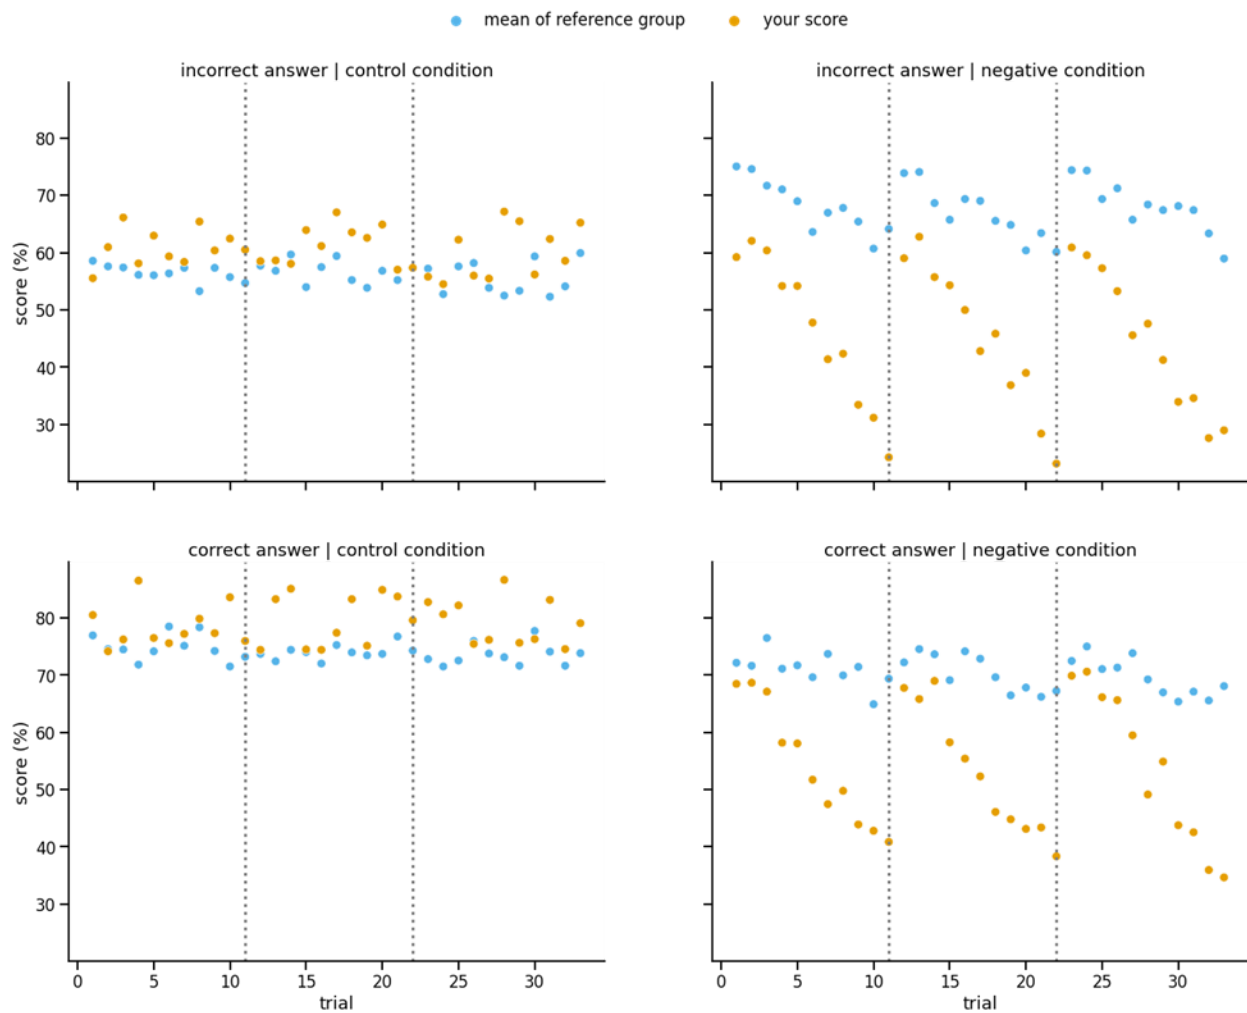 mean of reference group your score
incorrect answer | control condition incorrect answer | negative condition
80
70
60
50
40
30
score (%)
correct answer | control condition correct answer | negative condition
80
70
60
50
40
30
score (%)
0 5 10 15 20 25 30 0 5 10 15 20 25 30
trial trial